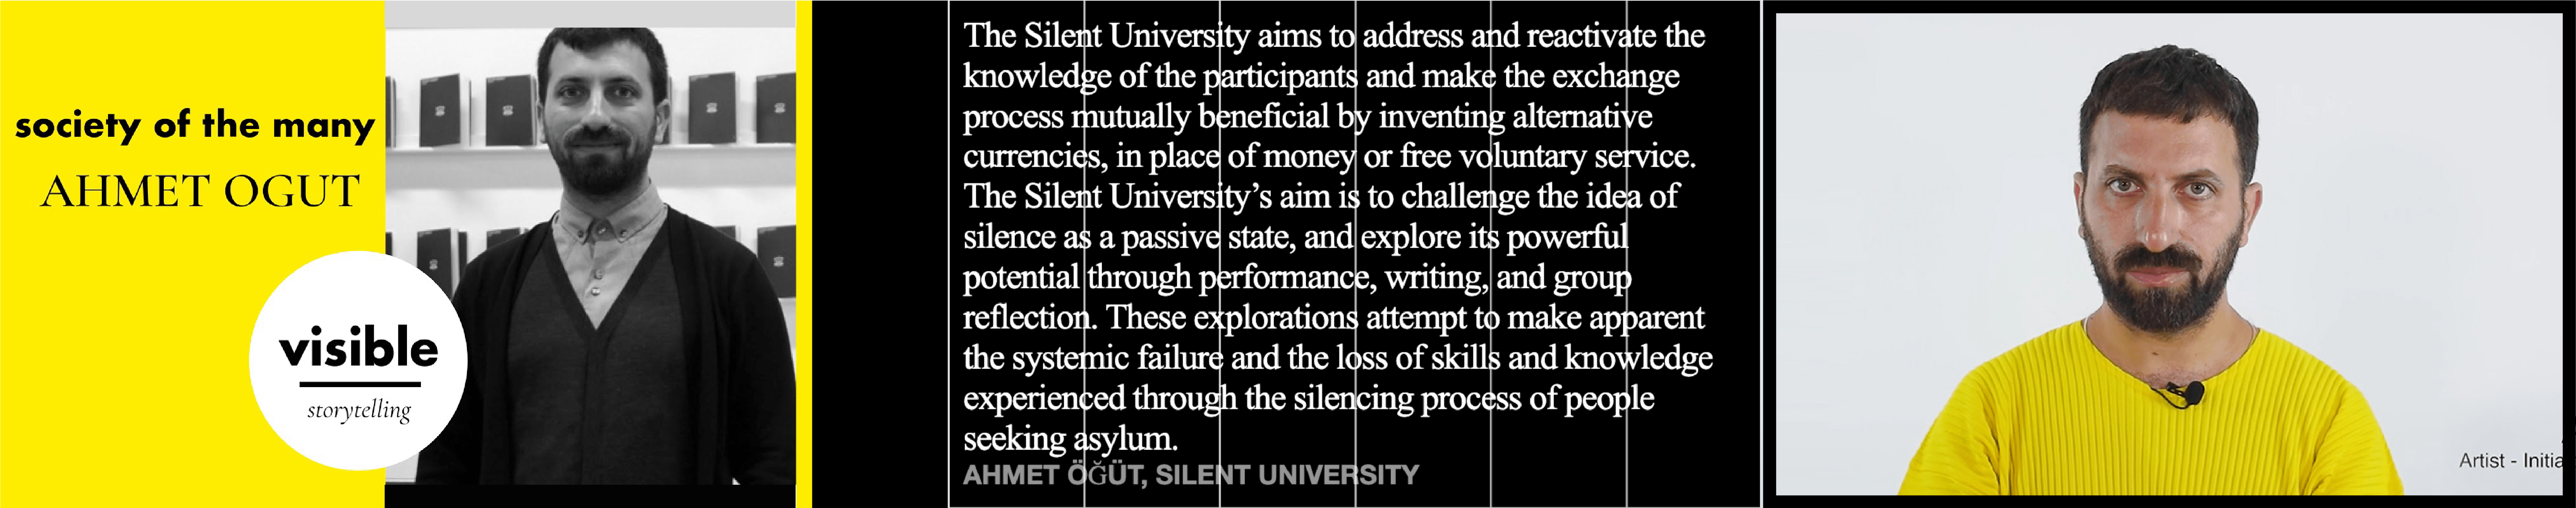 society of the many
AHMET OGUT
visible
storytelling
The Silent University aims to address and reactivate the
knowledge of the participants and make the exchange
process mutually beneficial by inventing alternative
currencies, in place of money or free voluntary service.
The Silent University’s aim is to challenge the idea of
silence as a passive state, and explore its powerful
potential through performance, writing, and group
reflection. These explorations attempt to make apparent
the systemic failure and the loss of skills and knowledge
experienced through the silencing process of people
seeking asylum.
AHMET ÖĞÜT, SILENT UNIVERSITY
Artist - Initia